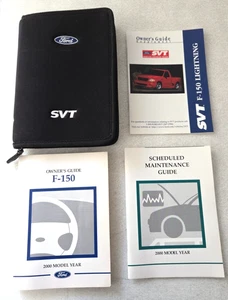 Ford
SVT
Owner's Guide
SUPPLEMENT
SVT
SVT F-150 LIGHTNING
OWNER'S GUIDE
F-150
2000 MODEL YEAR
Ford
SCHEDULED
MAINTENANCE
GUIDE
2000 MODEL YEAR